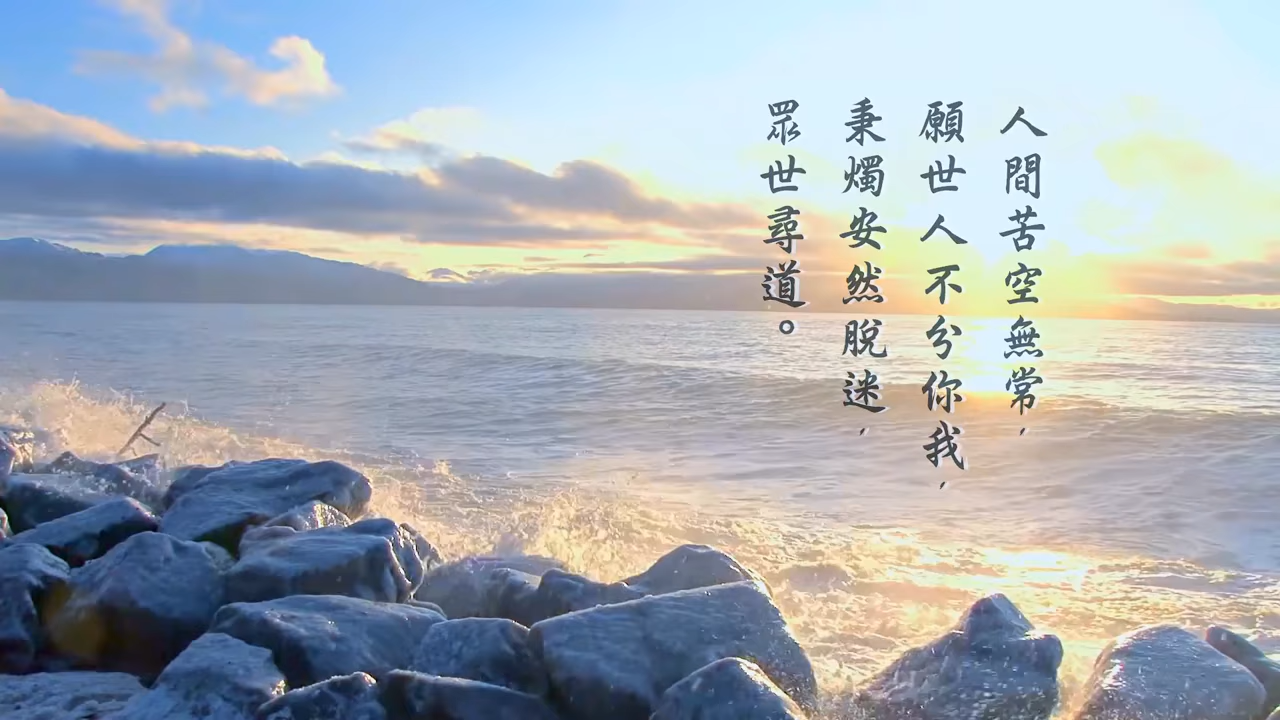 人間苦空無常，
願世人不分你我，
秉燭安然脫迷，
眾世尋道。